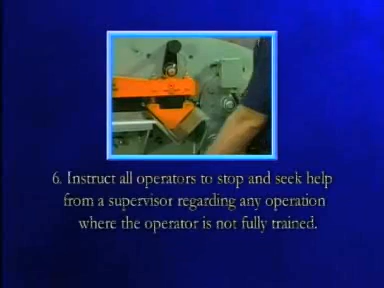 6. Instruct all operators to stop and seek help
from a supervisor regarding any operation
where the operator is not fully trained.